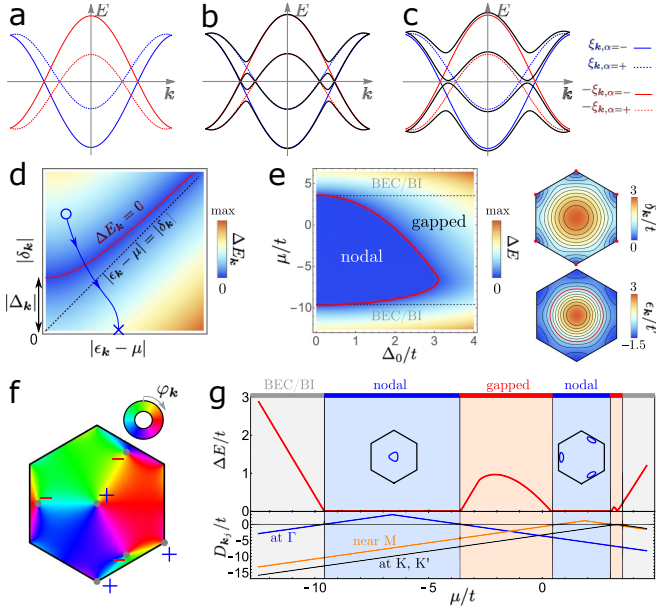 a
E
k
b
E
k
c
E
k
ξk,α=−
ξk,α=+
−ξk,α=−
−ξk,α=+
d
|δk|
ΔEk = 0
|ϵk − μ| = |δk|
|Δk|
0
|ϵk − μ|
max
0
ΔEk
e
μ/t
5
0
−5
−10
BEC/BI
gapped
nodal
BEC/BI
0 1 2 3 4
Δ0/t
max
0
ΔE
3
0
δk/t
3
−1.5
ϵk/t'
f
φk
− + − − + +
g
BEC/BI nodal gapped nodal
ΔE/t
3
2
1
0
Dkj/t
0
−5
−10
−15
at Γ
near M
at K, K'
−10 −5 0
μ/t